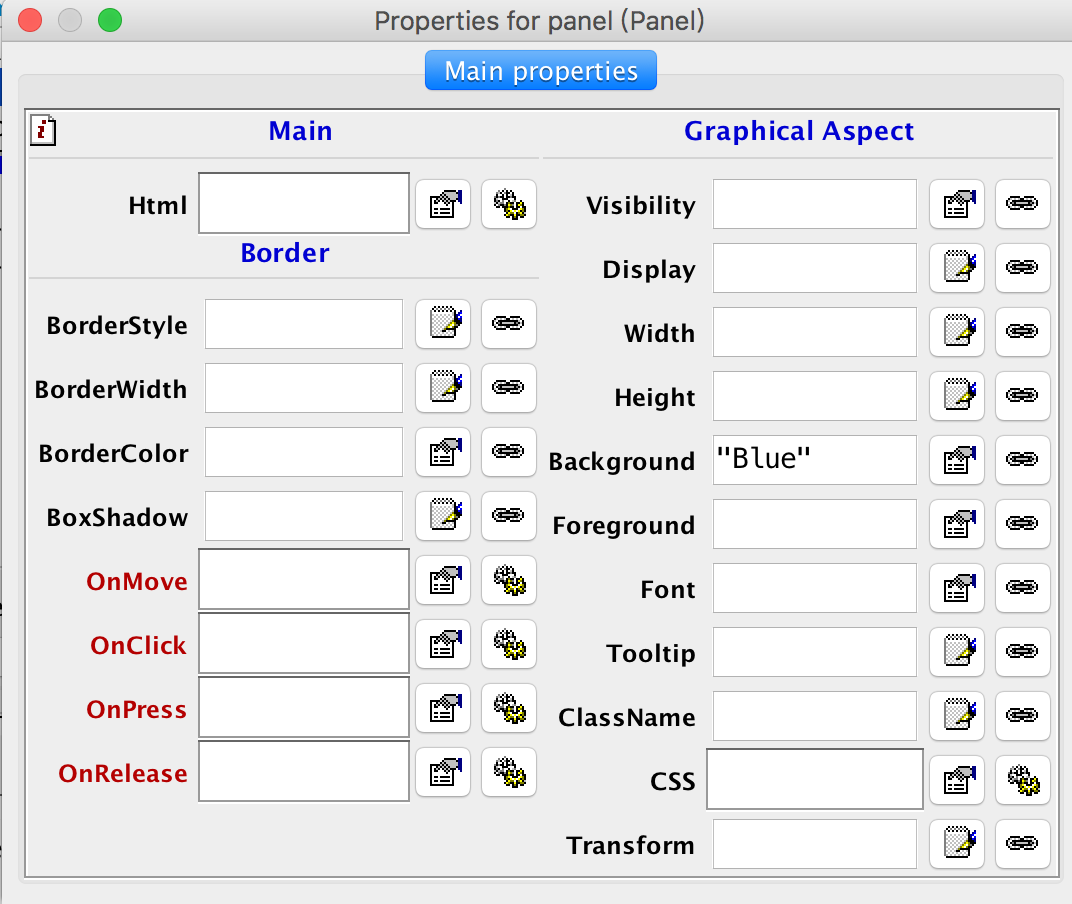 Properties for panel (Panel)
Main properties
Main
Html
Border
BorderStyle
BorderWidth
BorderColor
BoxShadow
OnMove
OnClick
OnPress
OnRelease
Graphical Aspect
Visibility
Display
Width
Height
Background "Blue"
Foreground
Font
Tooltip
ClassName
CSS
Transform